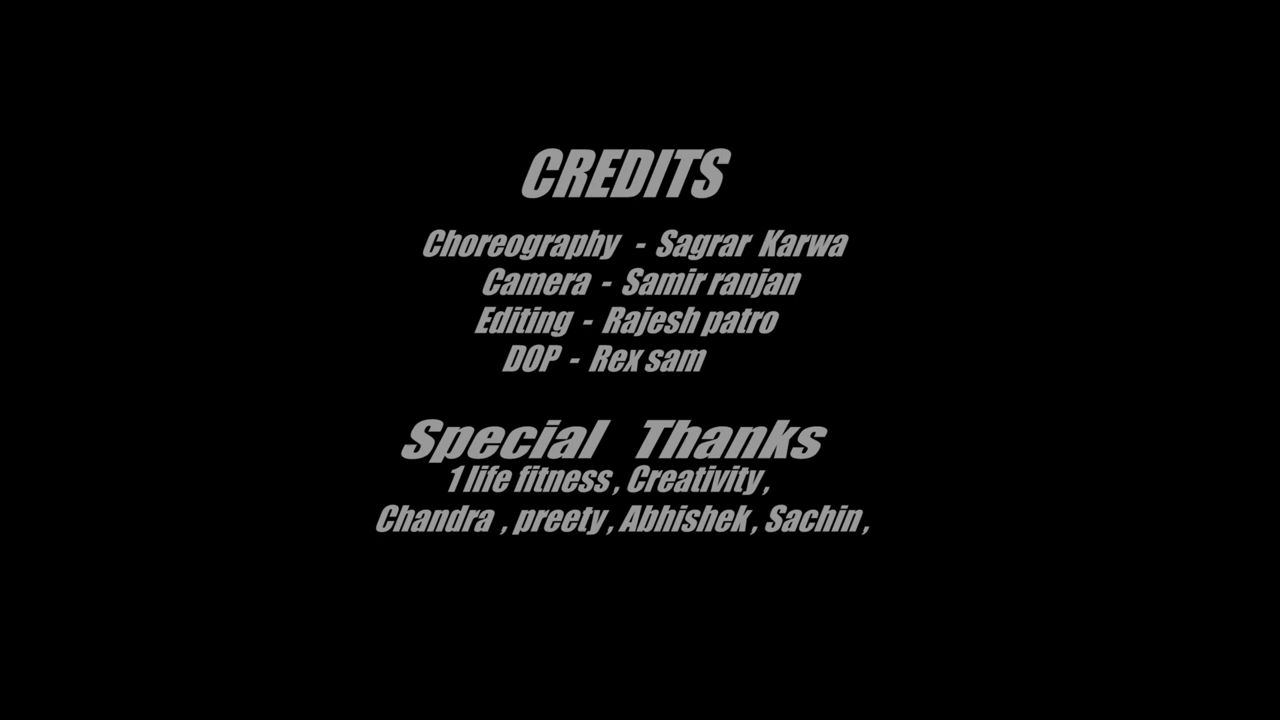 CREDITS
Choreography - Sagrar Karwa
Camera - Samir ranjan
Editing - Rajesh patro
DOP - Rex sam
Special Thanks
1 life fitness , Creativity ,
Chandra , preety , Abhishek , Sachin ,